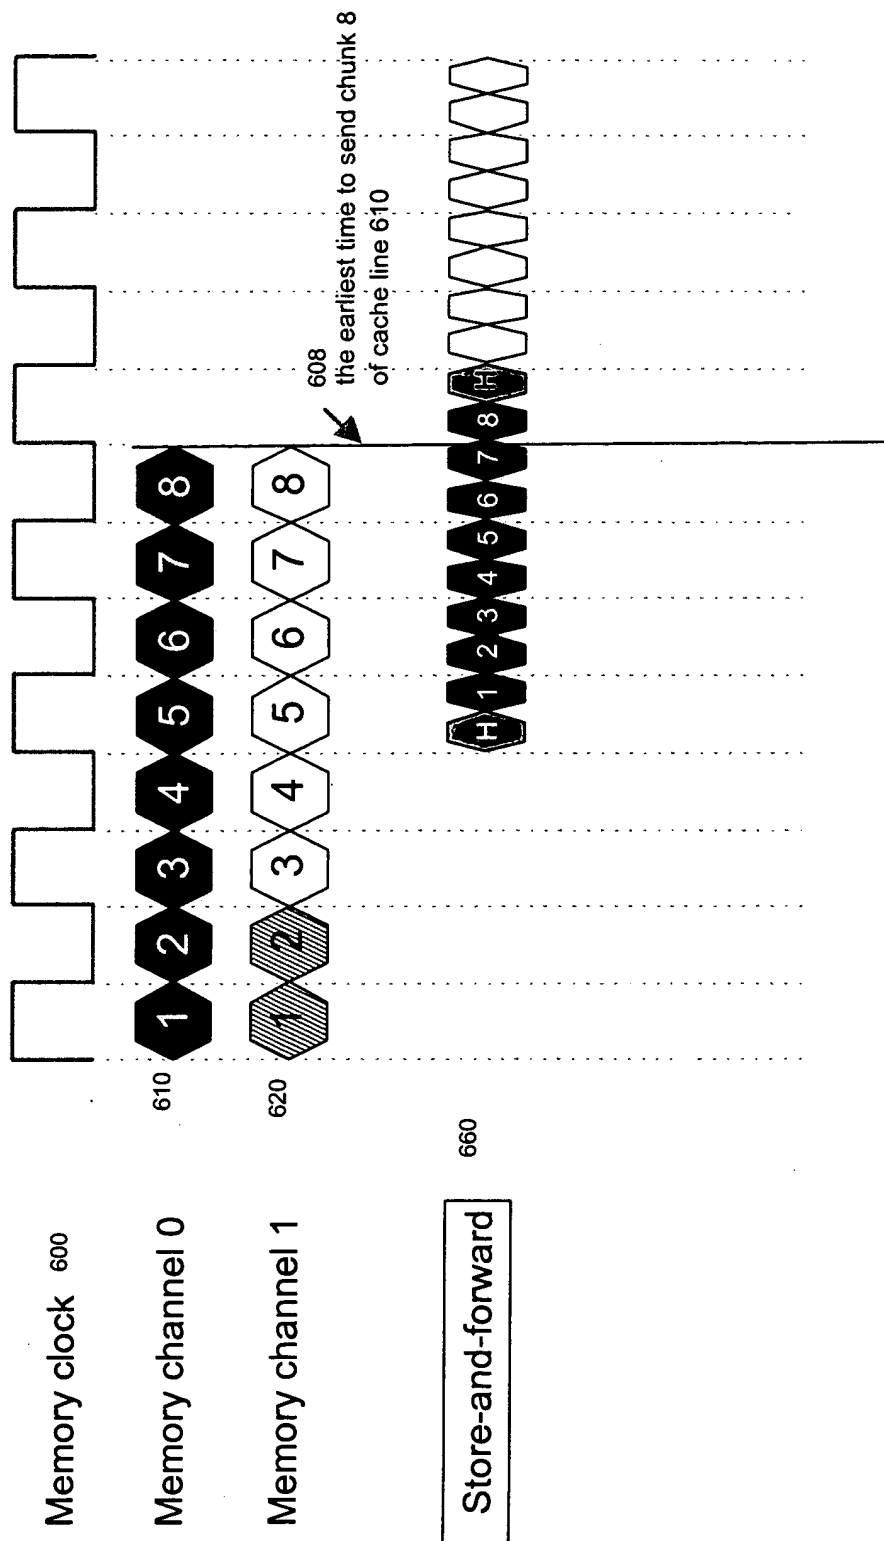 Memory clock 600
Memory channel 0 610 1 2 3 4 5 6 7 8
Memory channel 1 620 1 2 3 4 5 6 7 8
608
the earliest time to send chunk 8
of cache line 610
Store-and-forward 660 H 1 2 3 4 5 6 7 8 H